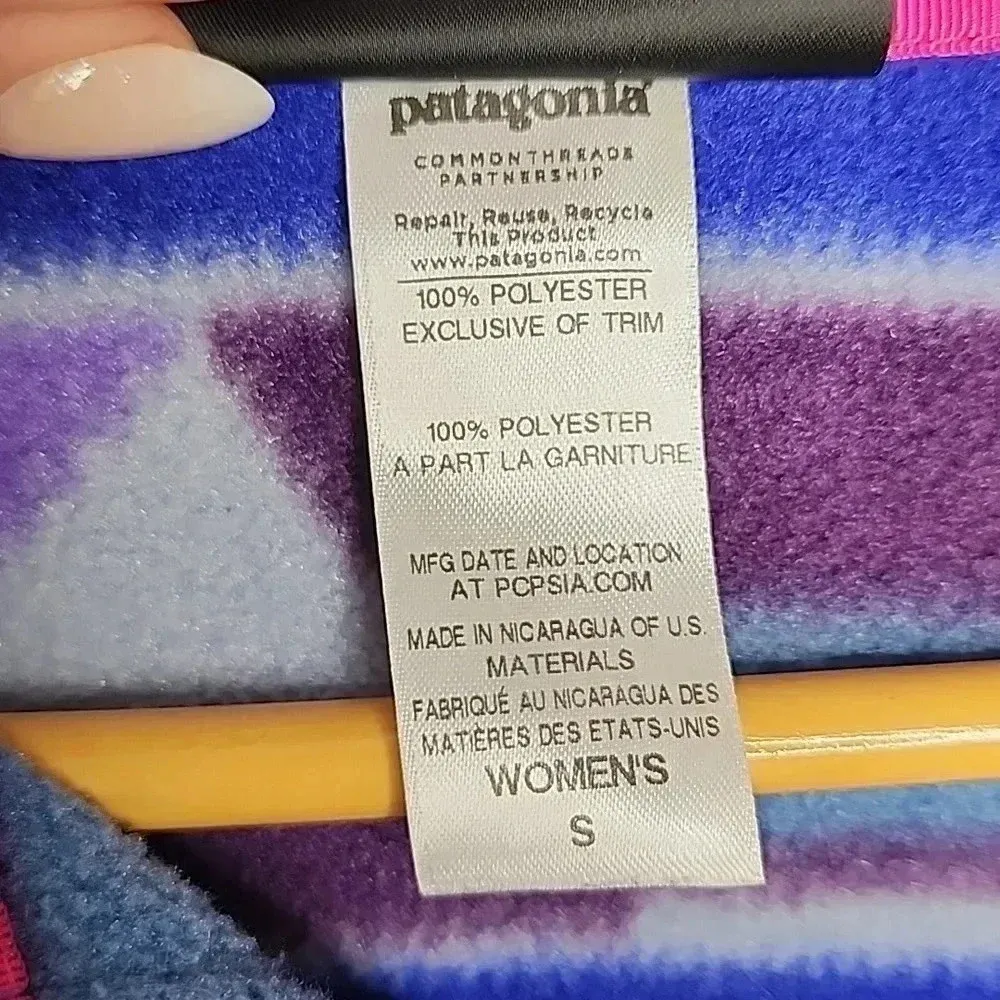 patagonia
COMMONTHREADS
PARTNERSHIP
Repair, Reuse, Recycle
This Product
www.patagonia.com
100% POLYESTER
EXCLUSIVE OF TRIM
100% POLYESTER
A PART LA GARNITURE
MFG DATE AND LOCATION
AT PCPSIA.COM
MADE IN NICARAGUA OF U.S.
MATERIALS
FABRIQUÉ AU NICARAGUA DES
MATIÈRES DES ETATS-UNIS
WOMEN'S
S